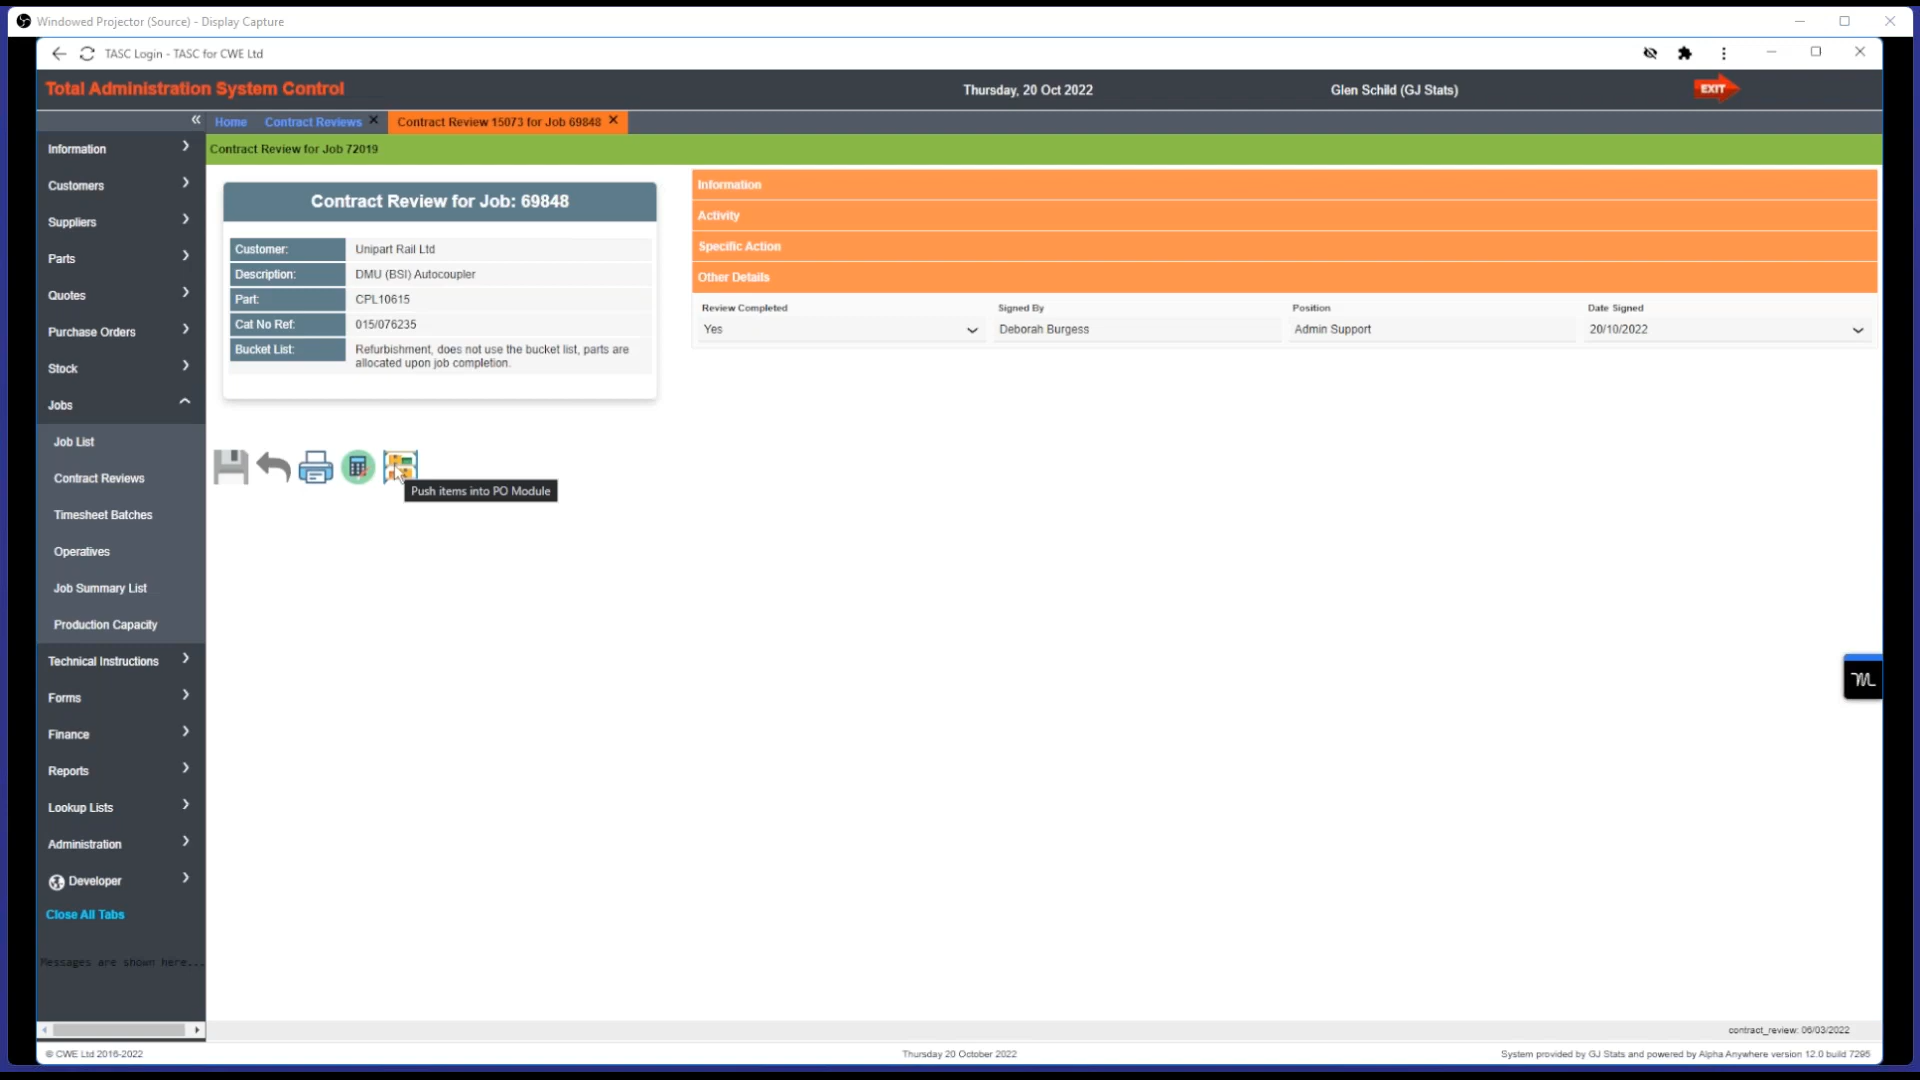 Windowed Projector (Source) - Display Capture
TASC Login - TASC for CWE Ltd
Total Administration System Control
Thursday, 20 Oct 2022
Glen Schild (GJ Stats)
EXIT
Home
Contract Reviews
Contract Review 15073 for Job 69848
Contract Review for Job 72019
Information
Customers
Suppliers
Parts
Quotes
Purchase Orders
Stock
Jobs
Job List
Contract Reviews
Timesheet Batches
Operatives
Job Summary List
Production Capacity
Technical Instructions
Forms
Finance
Reports
Lookup Lists
Administration
Developer
Close All Tabs
Messages are shown here...
Contract Review for Job: 69848
Customer: Unipart Rail Ltd
Description: DMU (BSI) Autocoupler
Part: CPL10615
Cat No Ref: 015/076235
Bucket List: Refurbishment, does not use the bucket list, parts are
allocated upon job completion.
Push items into PO Module
Information
Activity
Specific Action
Other Details
Review Completed Signed By Position Date Signed
Yes Deborah Burgess Admin Support 20/10/2022
contract_review: 06/03/2022
© CWE Ltd 2016-2022
Thursday 20 October 2022
System provided by GJ Stats and powered by Alpha Anywhere version 12.0 build 7295